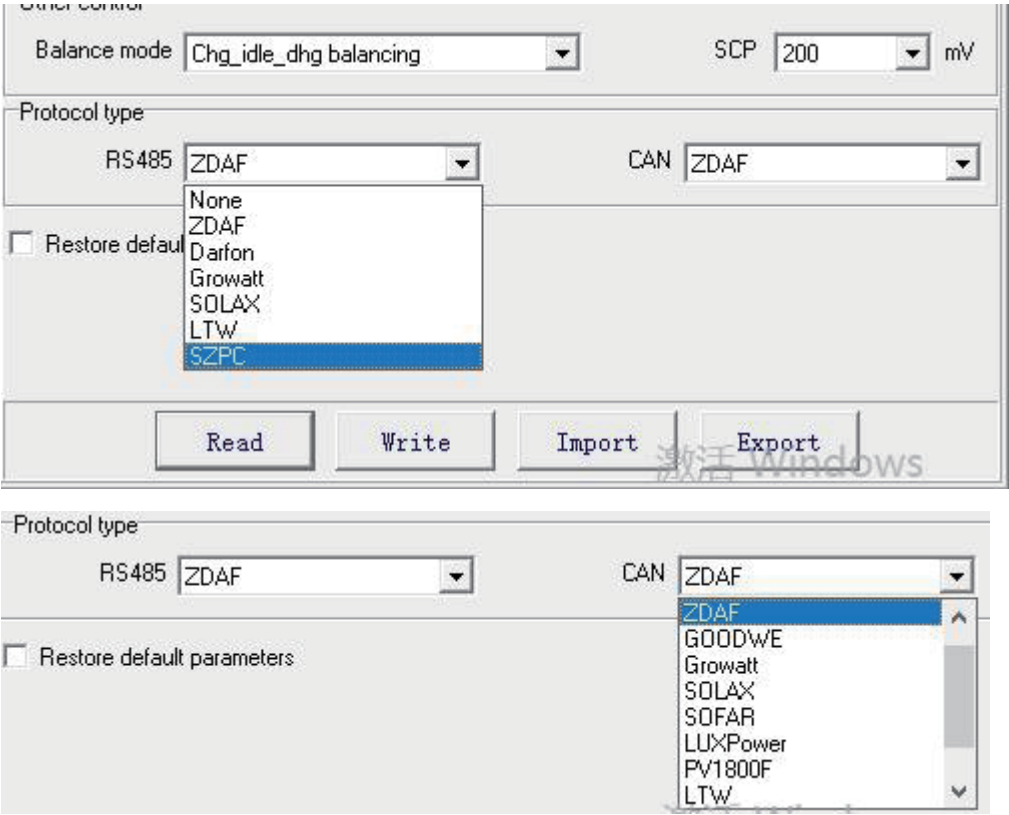 Other control
Balance mode Chg_idle_dhg balancing SCP 200 mV
Protocol type
RS485 ZDAF CAN ZDAF
None
ZDAF
Restore defaul
Darfon
Growatt
SOLAX
LTW
SZPC
Read Write Import Export
激活 Windows
Protocol type
RS485 ZDAF CAN ZDAF
ZDAF
GOODWE
Restore default parameters
Growatt
SOLAX
SOFAR
LUXPower
PV1800F
LTW